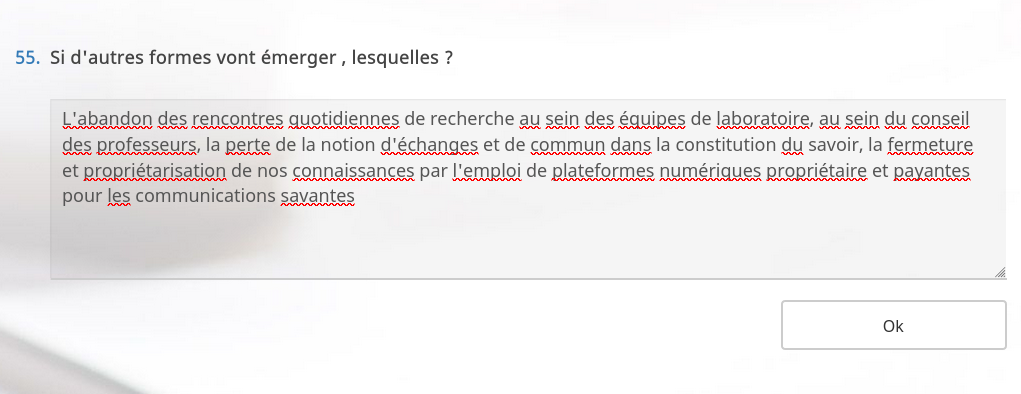 55. Si d'autres formes vont émerger , lesquelles ?
L'abandon des rencontres quotidiennes de recherche au sein des équipes de laboratoire, au sein du conseil
des professeurs, la perte de la notion d'échanges et de commun dans la constitution du savoir, la fermeture
et propriétarisation de nos connaissances par l'emploi de plateformes numériques propriétaire et payantes
pour les communications savantes
Ok